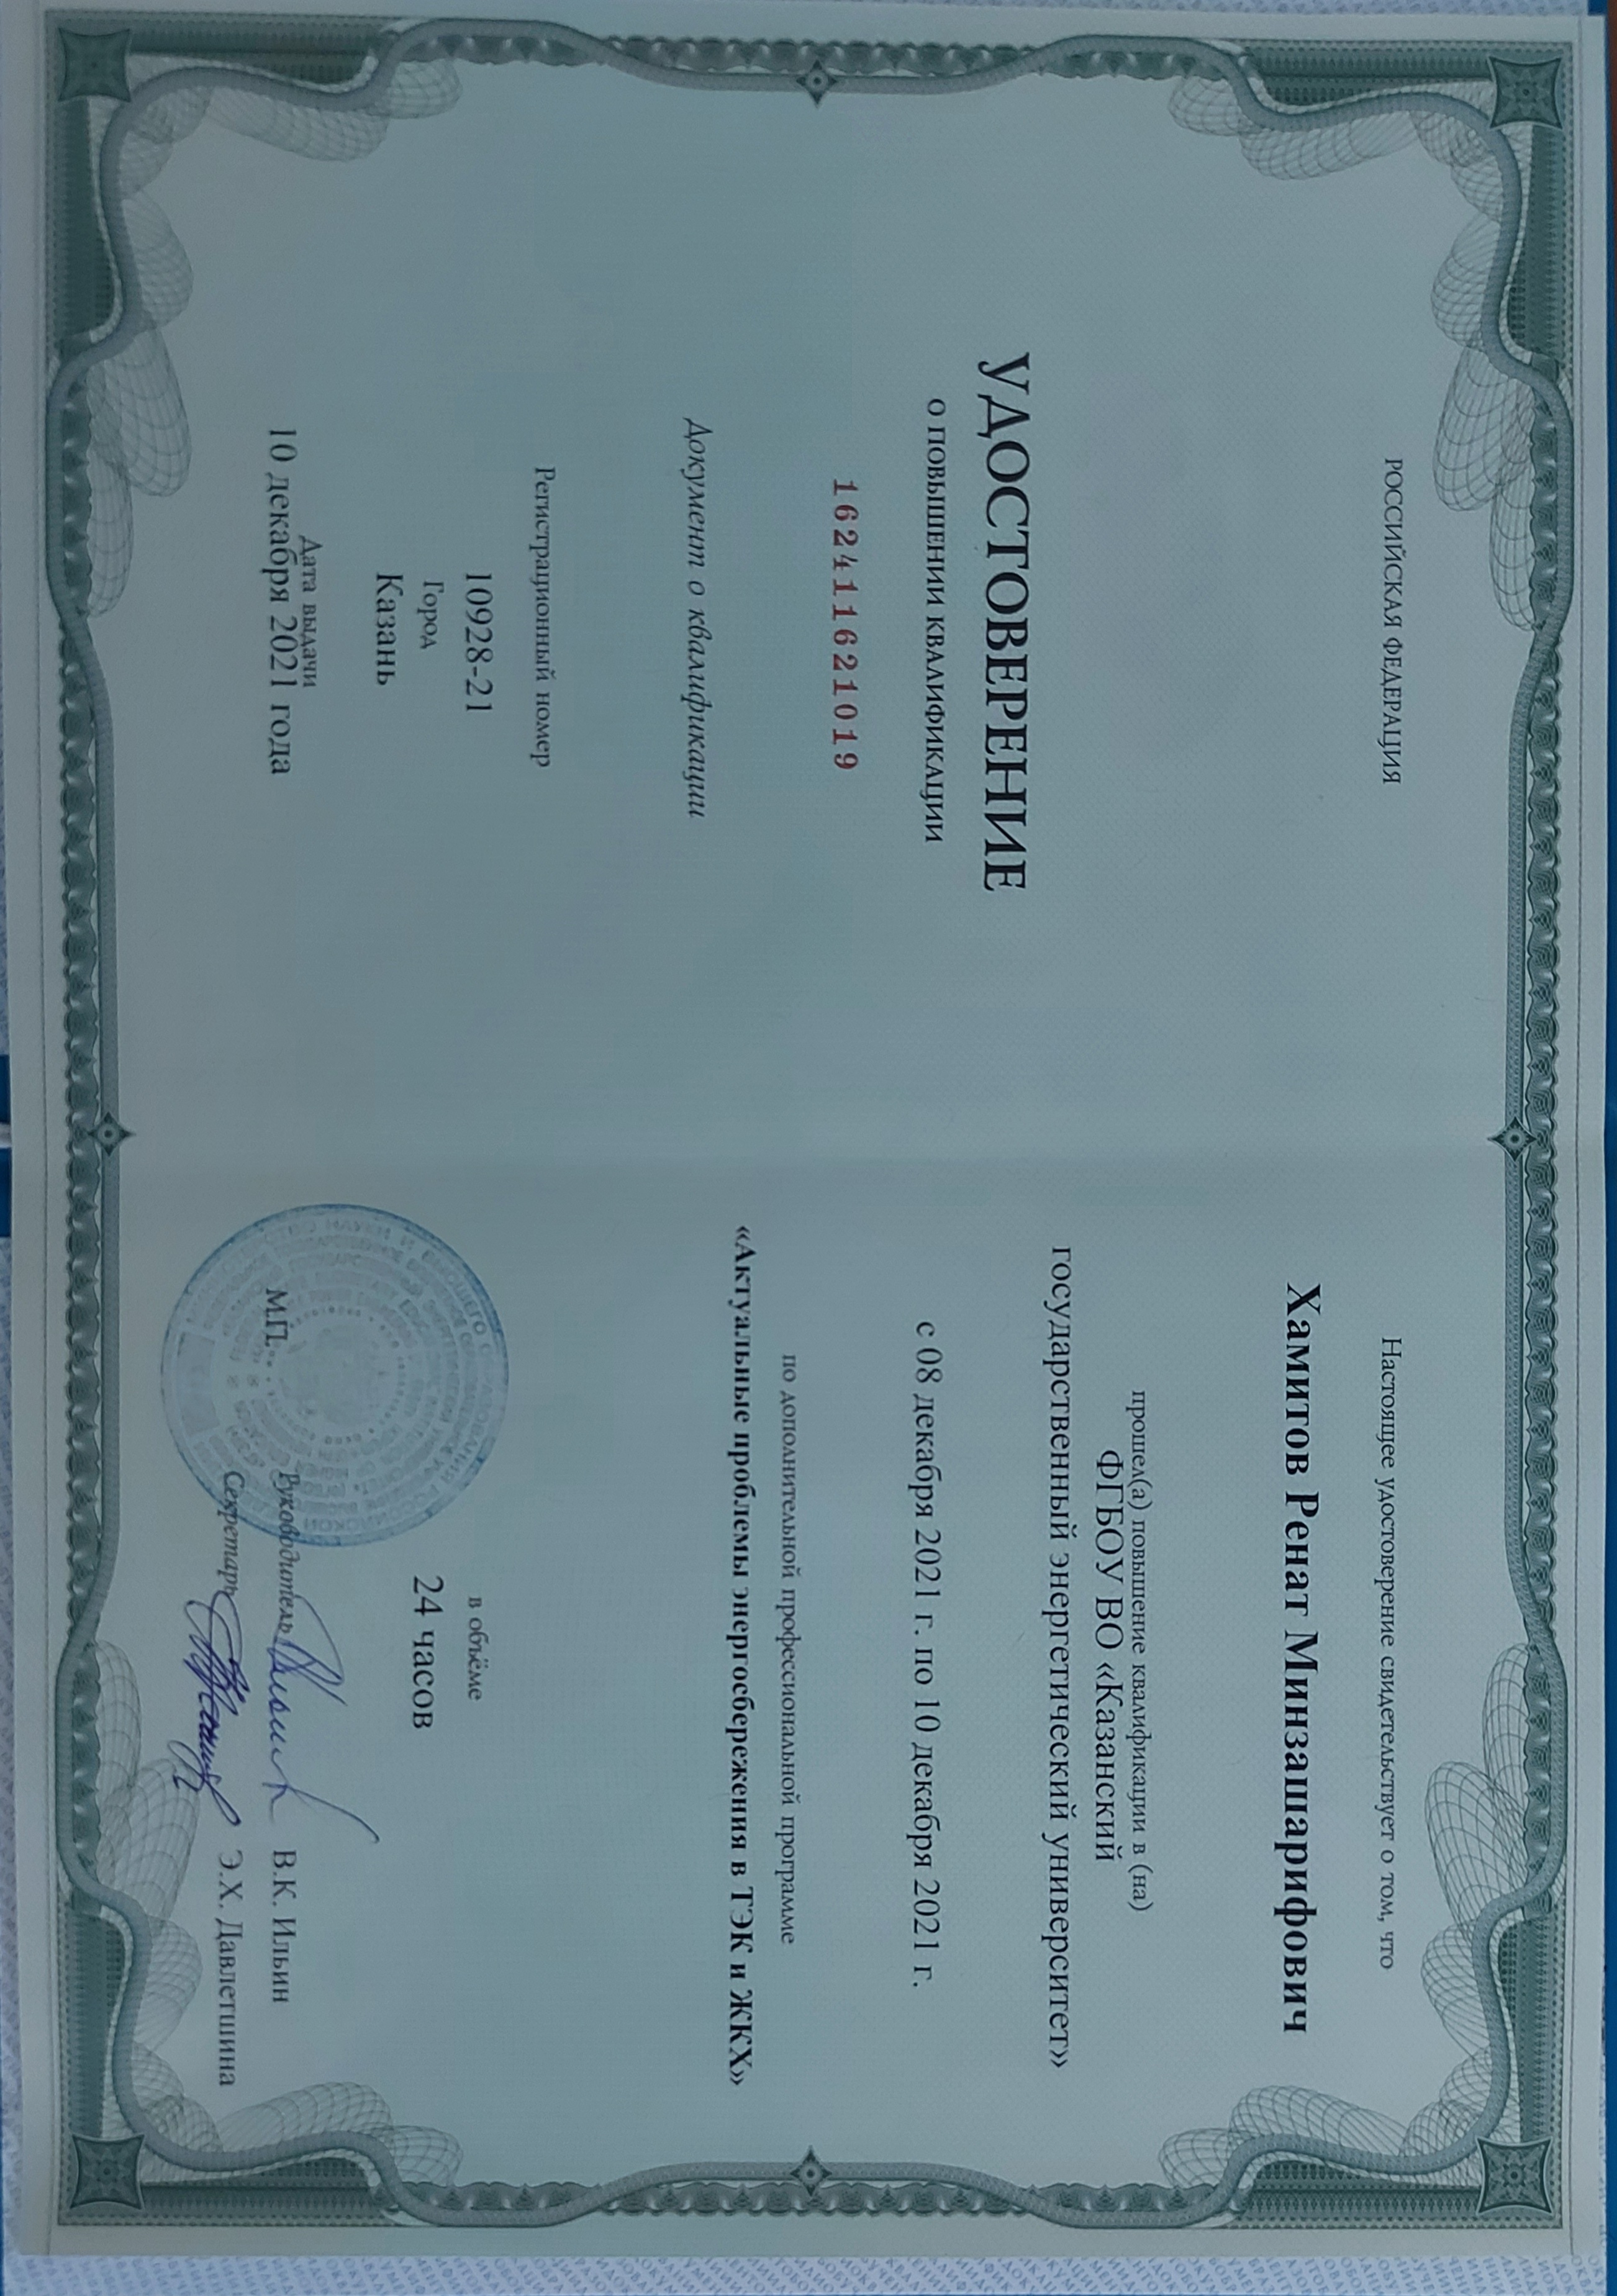 РОССИЙСКАЯ ФЕДЕРАЦИЯ
УДОСТОВЕРЕНИЕ
О ПОВЫШЕНИИ КВАЛИФИКАЦИИ
162411621019
Документ о квалификации
Регистрационный номер
10928-21
Город
Казань
Дата выдачи
10 декабря 2021 года
Настоящее удостоверение свидетельствует о том, что
Хамитов Ренат Минзашарифович
прошел(а) повышение квалификации в (на)
ФГБОУ ВО «Казанский
государственный энергетический университет»
с 08 декабря 2021 г. по 10 декабря 2021 г.
по дополнительной профессиональной программе
«Актуальные проблемы энергосбережения в ТЭК и ЖКХ»
в объёме
24 часов
М.П.
Руководитель В.К. Ильин
Секретарь Э.Х. Давлетшина